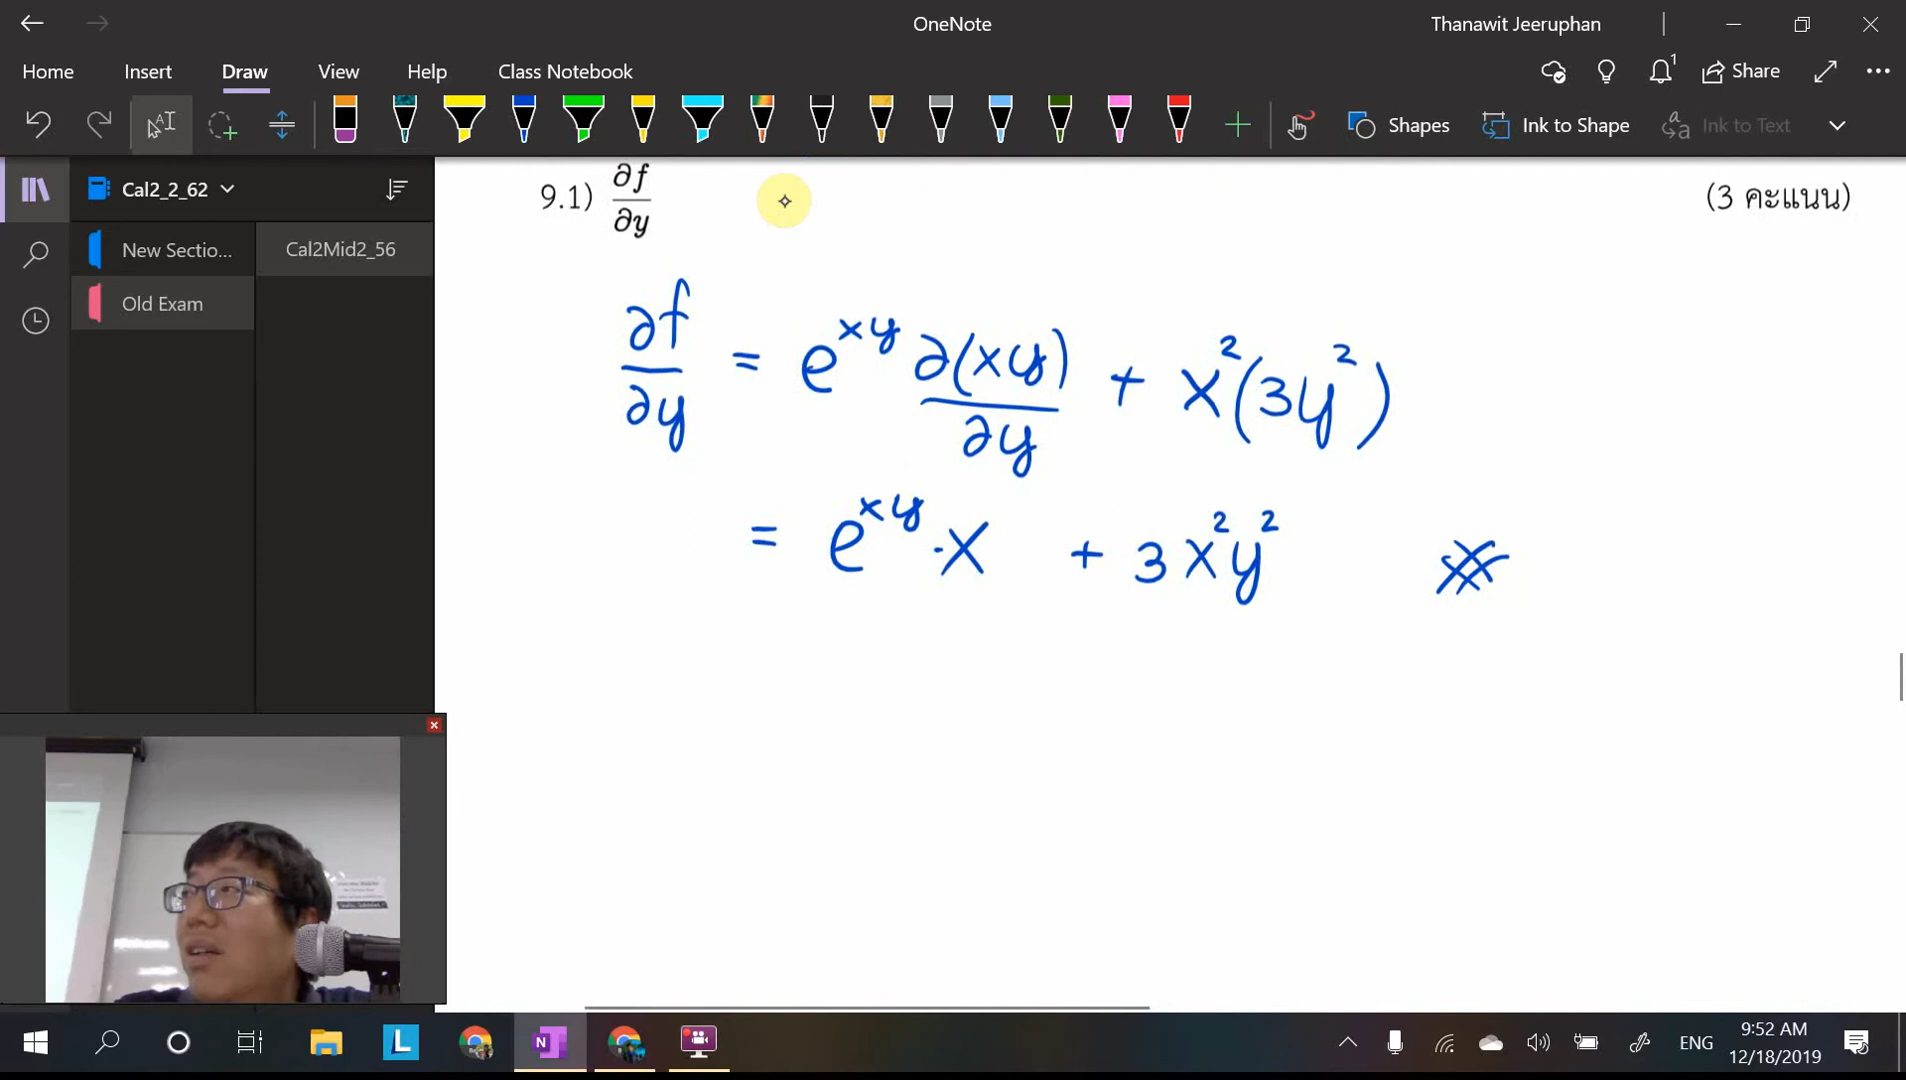 OneNote
Thanawit Jeeruphan
Home Insert Draw View Help Class Notebook
1 Share
Shapes Ink to Shape Ink to Text
Cal2_2_62
New Sectio... Cal2Mid2_56
Old Exam
9.1) ∂f/∂y (3 คะแนน)
∂f/∂y = e^{xy} ∂(xy)/∂y + x²(3y²)
= e^{xy}·x + 3x²y²
L N
ENG
9:52 AM
12/18/2019